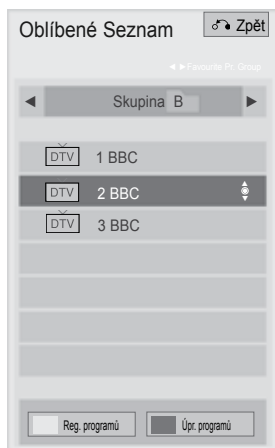 Oblíbené Seznam
Zpět
◄ ►Favourite Pr. Group
◄ Skupina B ►
DTV 1 BBC
DTV 2 BBC
DTV 3 BBC
Reg. programů
Úpr. programů